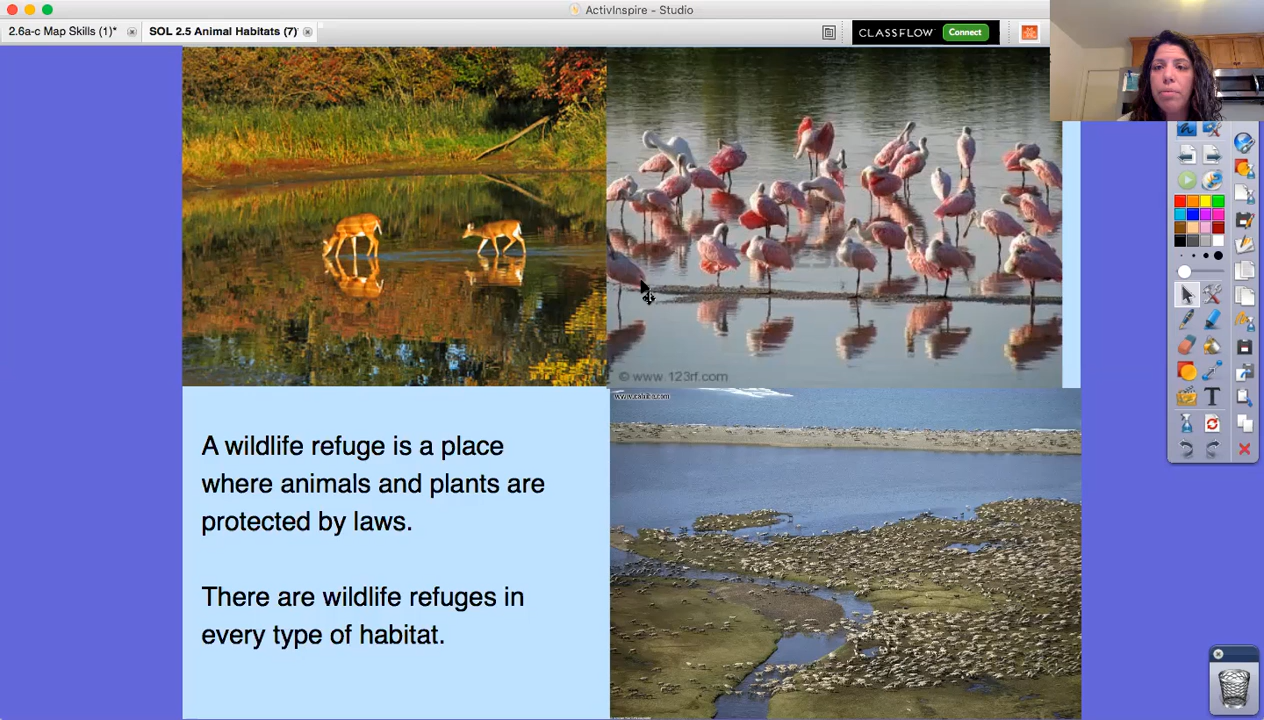 ActivInspire - Studio
2.6a-c Map Skills (1)*
SOL 2.5 Animal Habitats (7)
CLASSFLOW Connect
© www.123rf.com
A wildlife refuge is a place
where animals and plants are
protected by laws.
There are wildlife refuges in
every type of habitat.